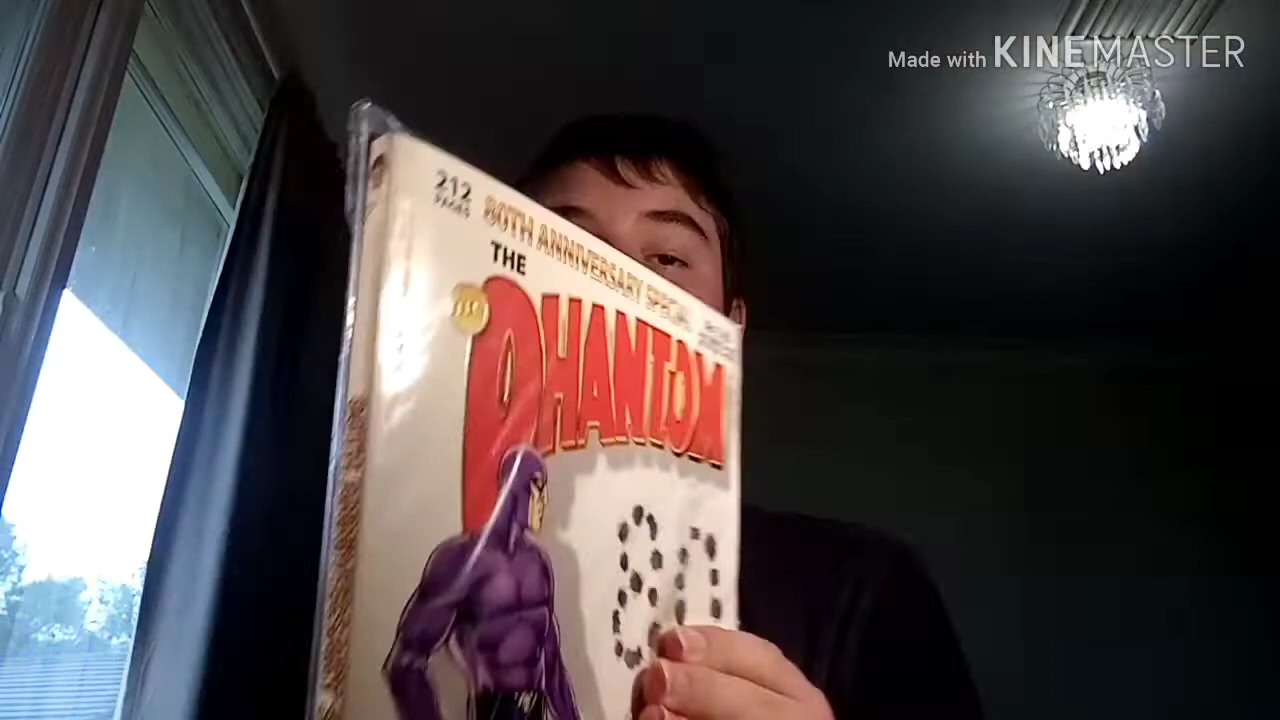 Made with KINEMASTER
212
PAGES
80TH ANNIVERSARY SPECIAL
THE
PHANTOM
80